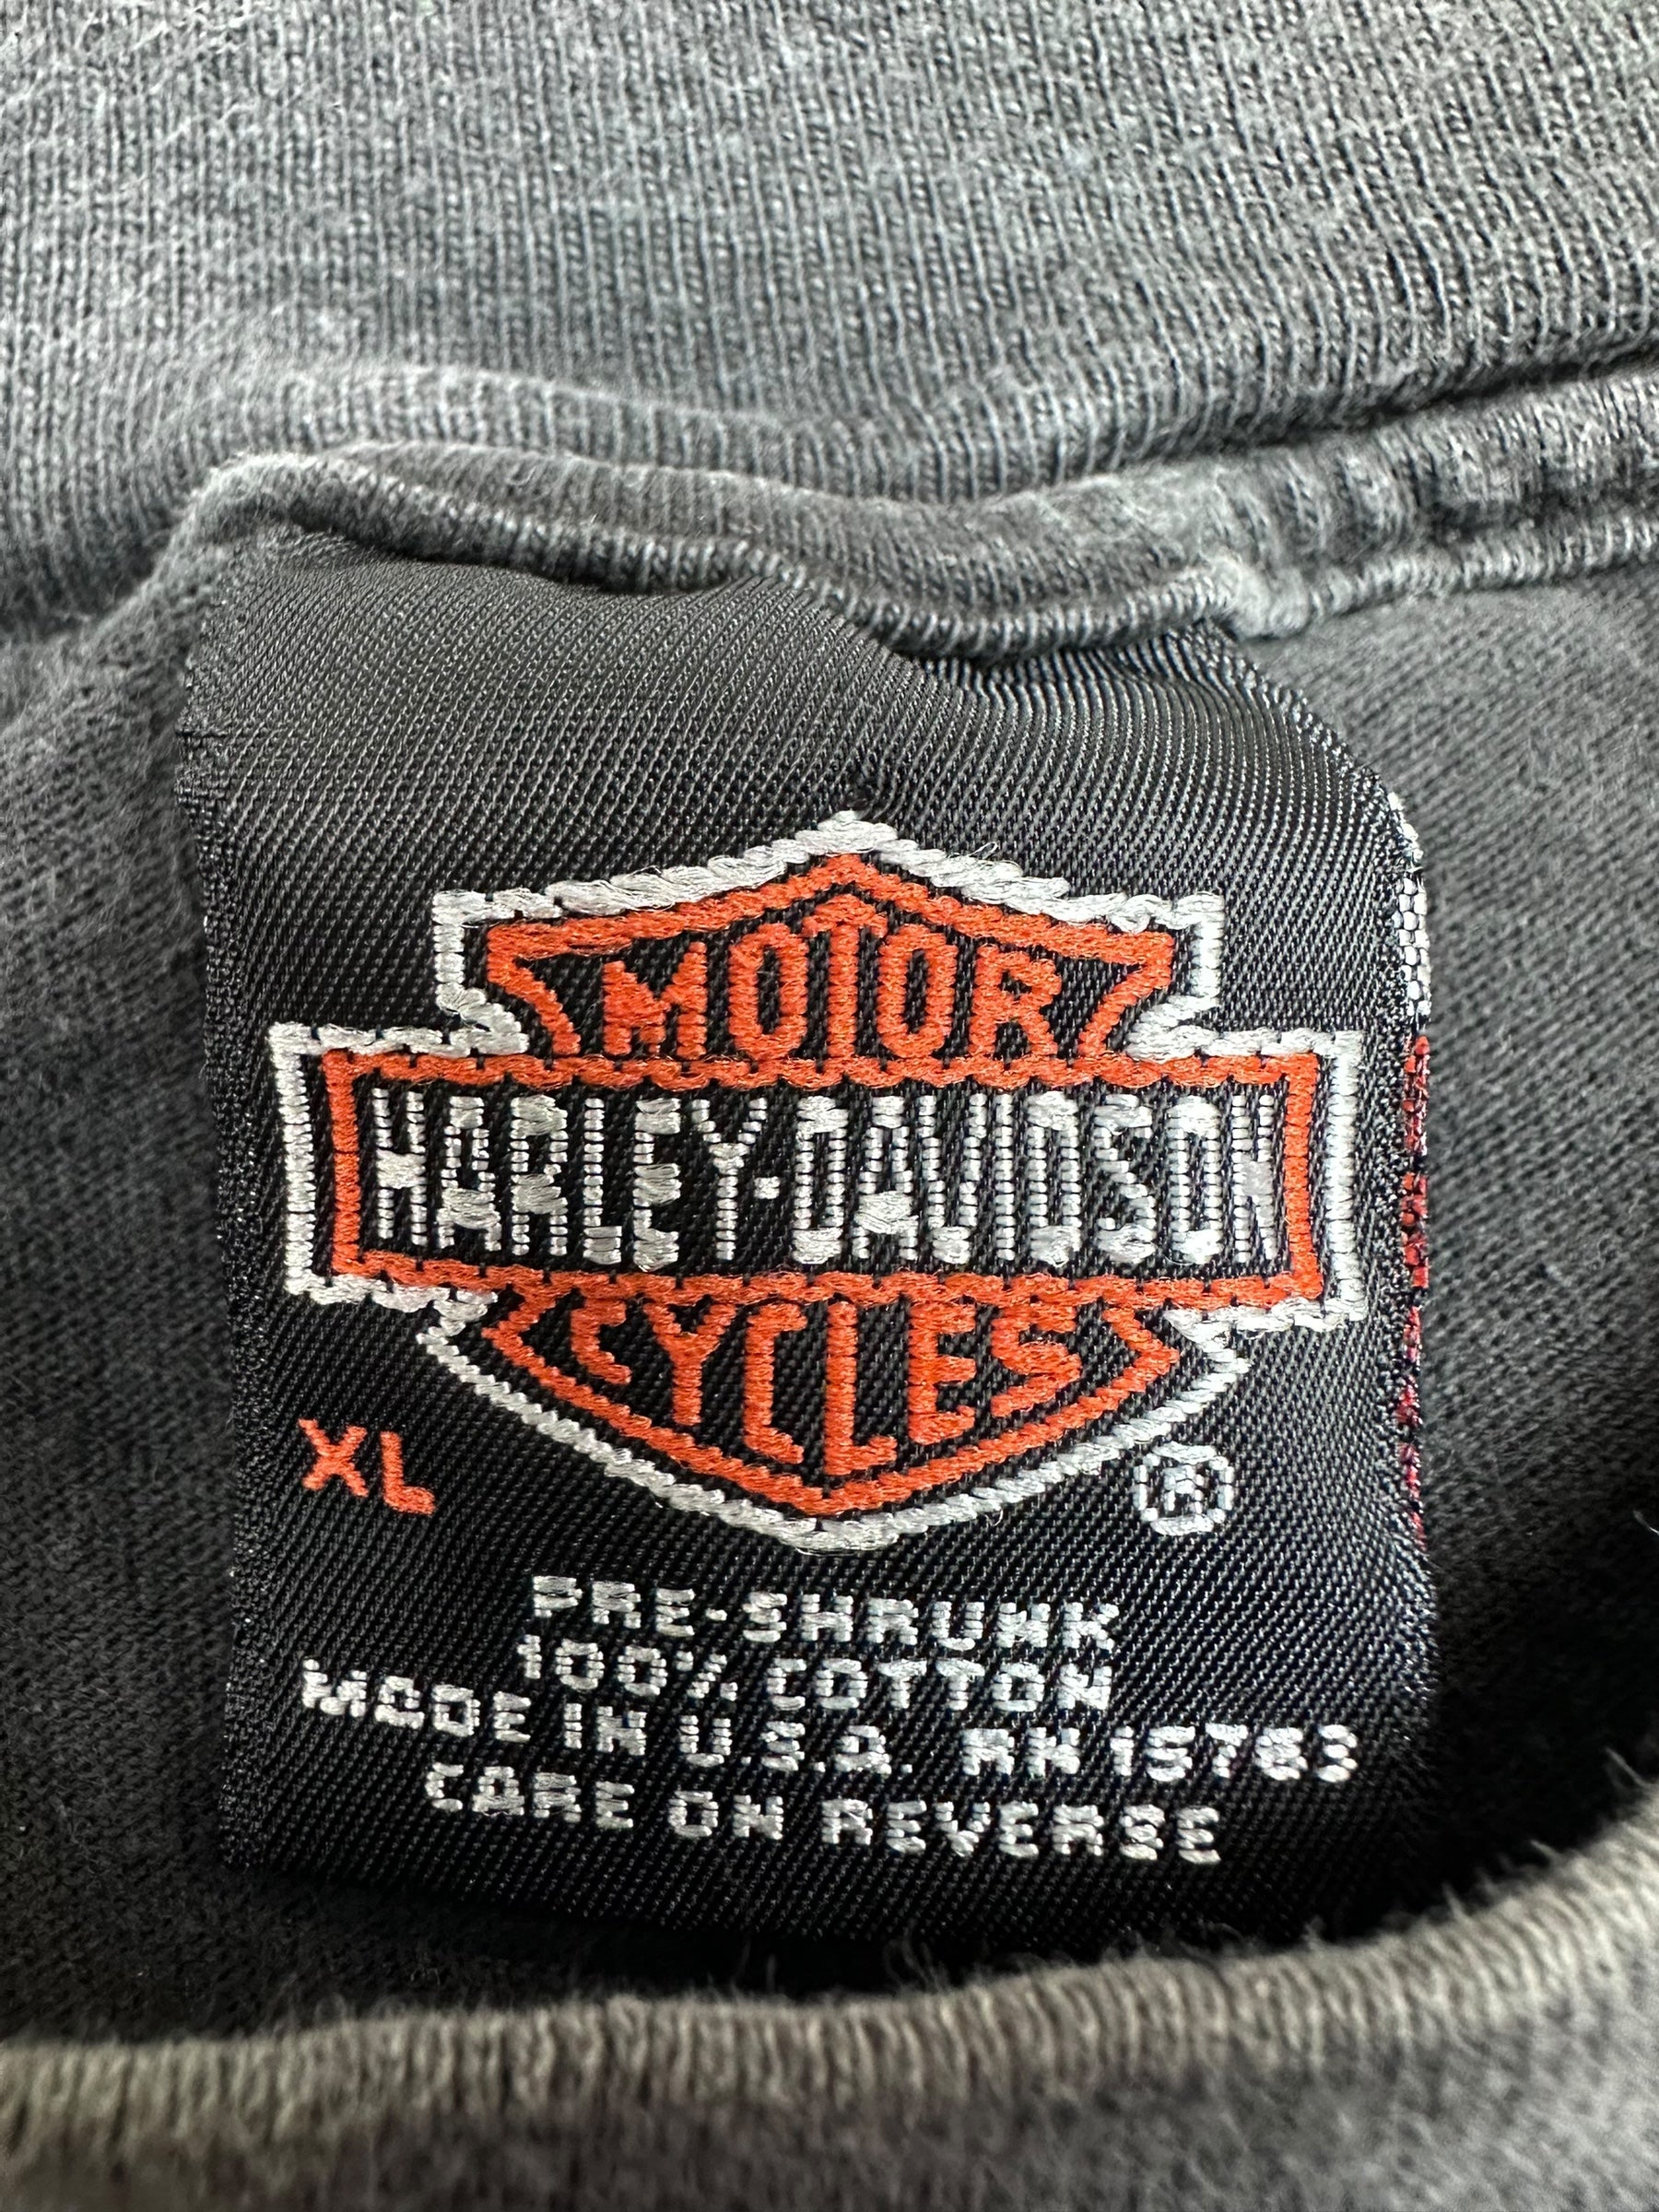 MOTOR
HARLEY-DAVIDSON
CYCLES
XL
®
PRE-SHRUNK
100% COTTON
MADE IN U.S.A. RN 15763
CARE ON REVERSE